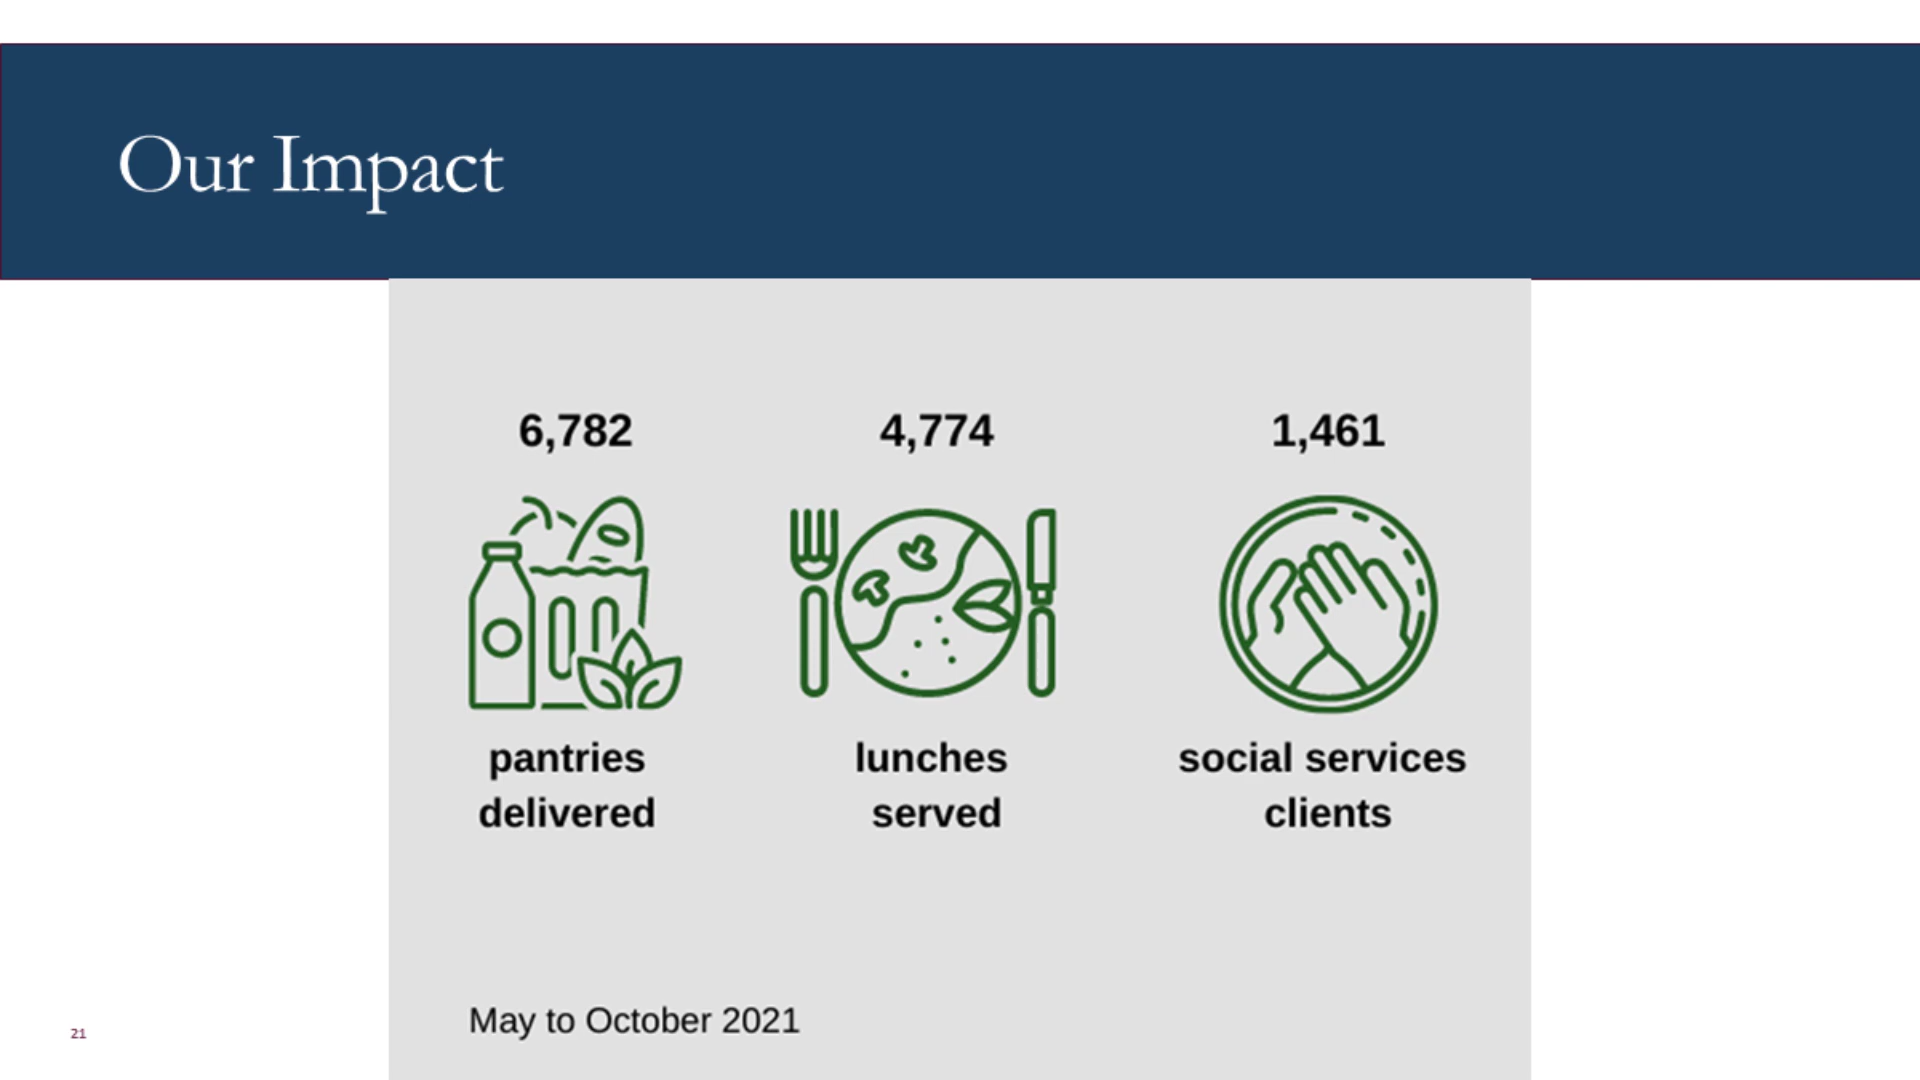 Our Impact
6,782
4,774
1,461
pantries
delivered
lunches
served
social services
clients
May to October 2021
21